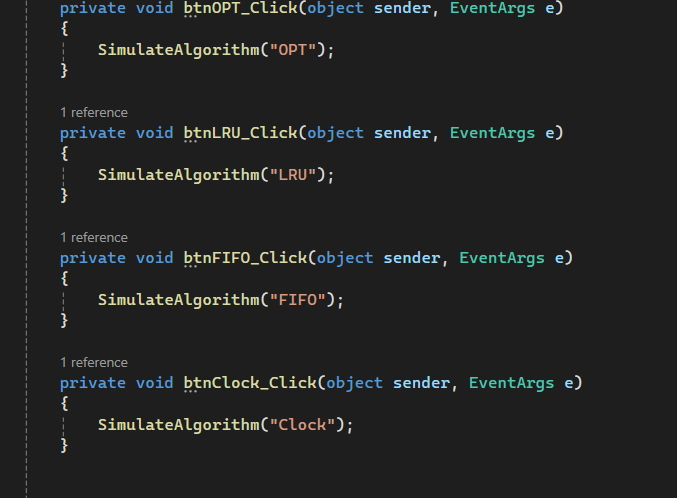 private void btnOPT_Click(object sender, EventArgs e)
{
SimulateAlgorithm("OPT");
}
1 reference
private void btnLRU_Click(object sender, EventArgs e)
{
SimulateAlgorithm("LRU");
}
1 reference
private void btnFIFO_Click(object sender, EventArgs e)
{
SimulateAlgorithm("FIFO");
}
1 reference
private void btnClock_Click(object sender, EventArgs e)
{
SimulateAlgorithm("Clock");
}